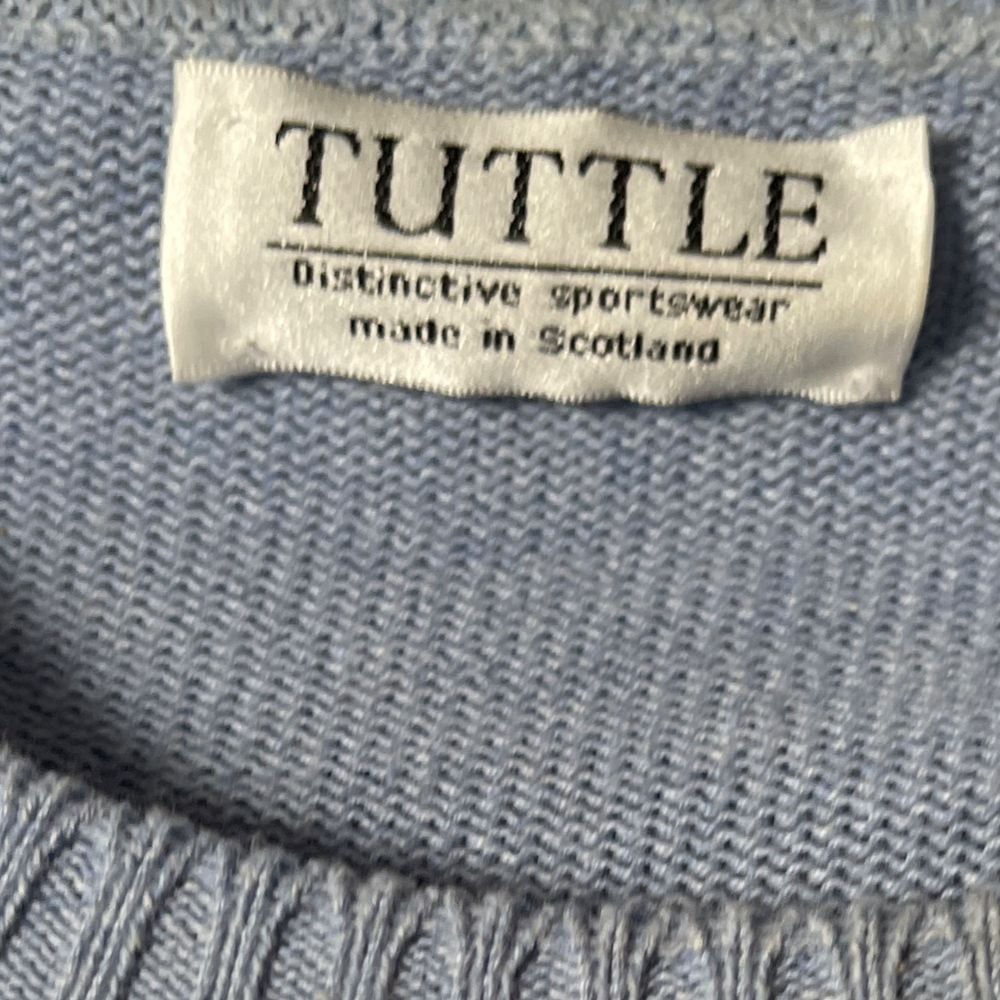 TUTTLE
Distinctive sportswear
made in Scotland